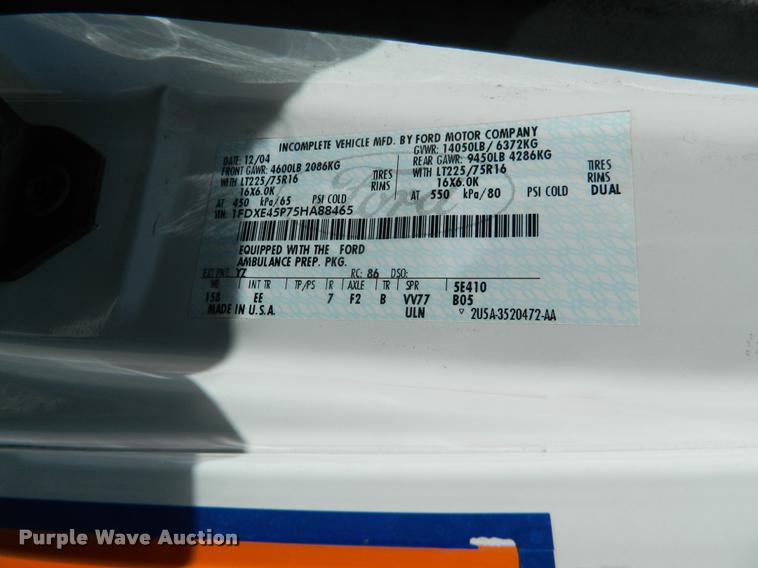 INCOMPLETE VEHICLE MFD. BY FORD MOTOR COMPANY
DATE: 12/04 GVWR: 14050LB/ 6372KG
FRONT GAWR: 4600LB 2086KG REAR GAWR: 9450LB 4286KG
WITH LT225/75R16 TIRES WITH LT225/75R16 TIRES
16X6.0K RINS 16X6.0K RINS
AT 450 kPa/65 PSI COLD AT 550 kPa/80 PSI COLD DUAL
VIN: 1FDXE45P75HA88465
Ford
EQUIPPED WITH THE FORD
AMBULANCE PREP. PKG.
EXT PNT: YZ RC: 86 DSO:
WB INT TR TP/PS R AXLE TR SPR 5E410
158 EE 7 F2 B VV77 B05
MADE IN U.S.A. ULN ▽ 2U5A-3520472-AA
Purple Wave Auction